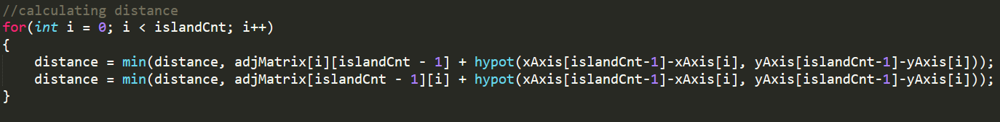 //calculating distance
for(int i = 0; i < islandCnt; i++)
{
    distance = min(distance, adjMatrix[i][islandCnt - 1] + hypot(xAxis[islandCnt-1]-xAxis[i], yAxis[islandCnt-1]-yAxis[i]));
    distance = min(distance, adjMatrix[islandCnt - 1][i] + hypot(xAxis[islandCnt-1]-xAxis[i], yAxis[islandCnt-1]-yAxis[i]));
}